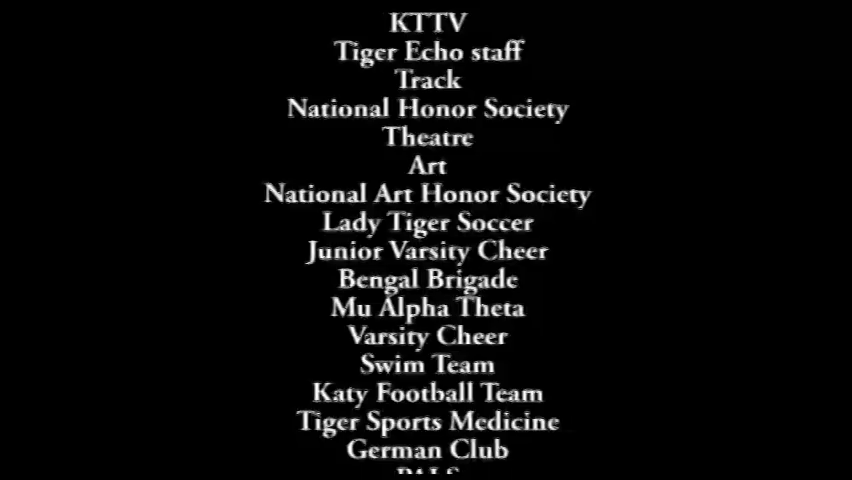 KTTV
Tiger Echo staff
Track
National Honor Society
Theatre
Art
National Art Honor Society
Lady Tiger Soccer
Junior Varsity Cheer
Bengal Brigade
Mu Alpha Theta
Varsity Cheer
Swim Team
Katy Football Team
Tiger Sports Medicine
German Club